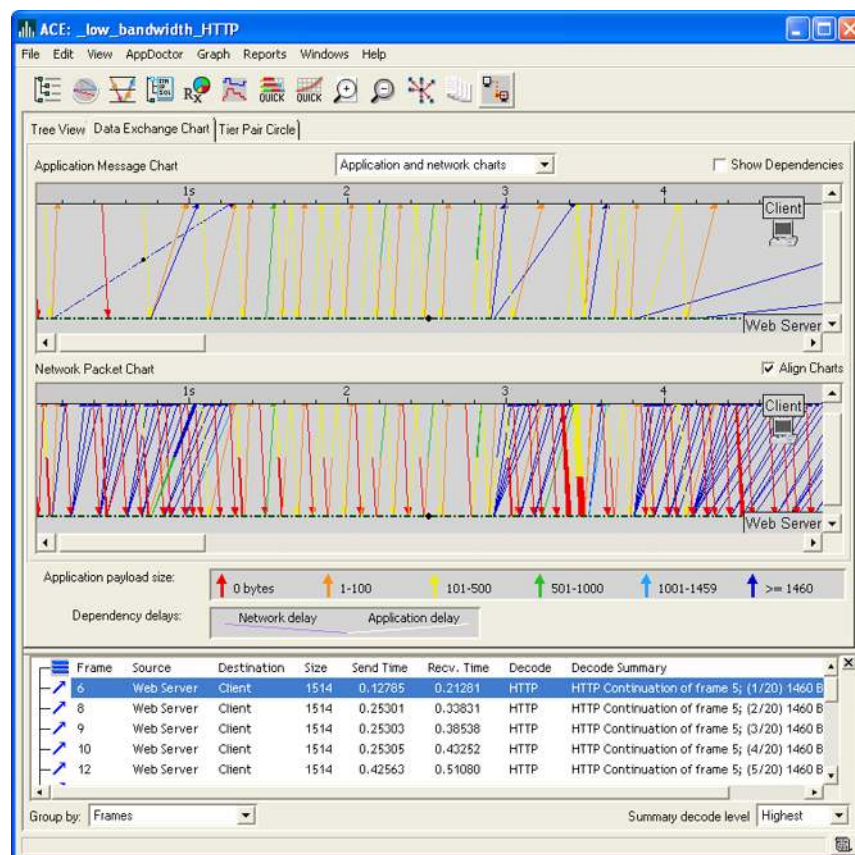 ACE: _low_bandwidth_HTTP
File Edit View AppDoctor Graph Reports Windows Help
QUICK QUICK
Tree View Data Exchange Chart Tier Pair Circle
Application Message Chart Application and network charts Show Dependencies
1s 2 3 4
Client
Web Server
Network Packet Chart Align Charts
1s 2 3 4
Client
Web Server
Application payload size: 0 bytes 1-100 101-500 501-1000 1001-1459 >= 1460
Dependency delays: Network delay Application delay
Frame Source Destination Size Send Time Recv. Time Decode Decode Summary
6 Web Server Client 1514 0.12785 0.21281 HTTP HTTP Continuation of frame 5; (1/20) 1460 B
8 Web Server Client 1514 0.25301 0.33831 HTTP HTTP Continuation of frame 5; (2/20) 1460 B
9 Web Server Client 1514 0.25303 0.38538 HTTP HTTP Continuation of frame 5; (3/20) 1460 B
10 Web Server Client 1514 0.25305 0.43252 HTTP HTTP Continuation of frame 5; (4/20) 1460 B
12 Web Server Client 1514 0.42563 0.51080 HTTP HTTP Continuation of frame 5; (5/20) 1460 B
Group by: Frames Summary decode level Highest